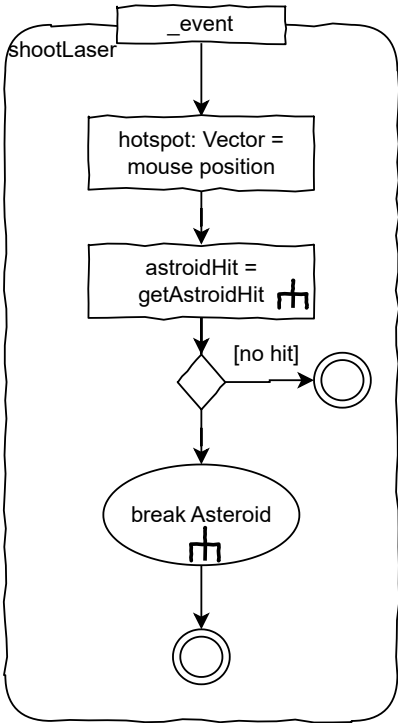 _event
shootLaser
hotspot: Vector =
mouse position
astroidHit =
getAstroidHit
[no hit]
break Asteroid